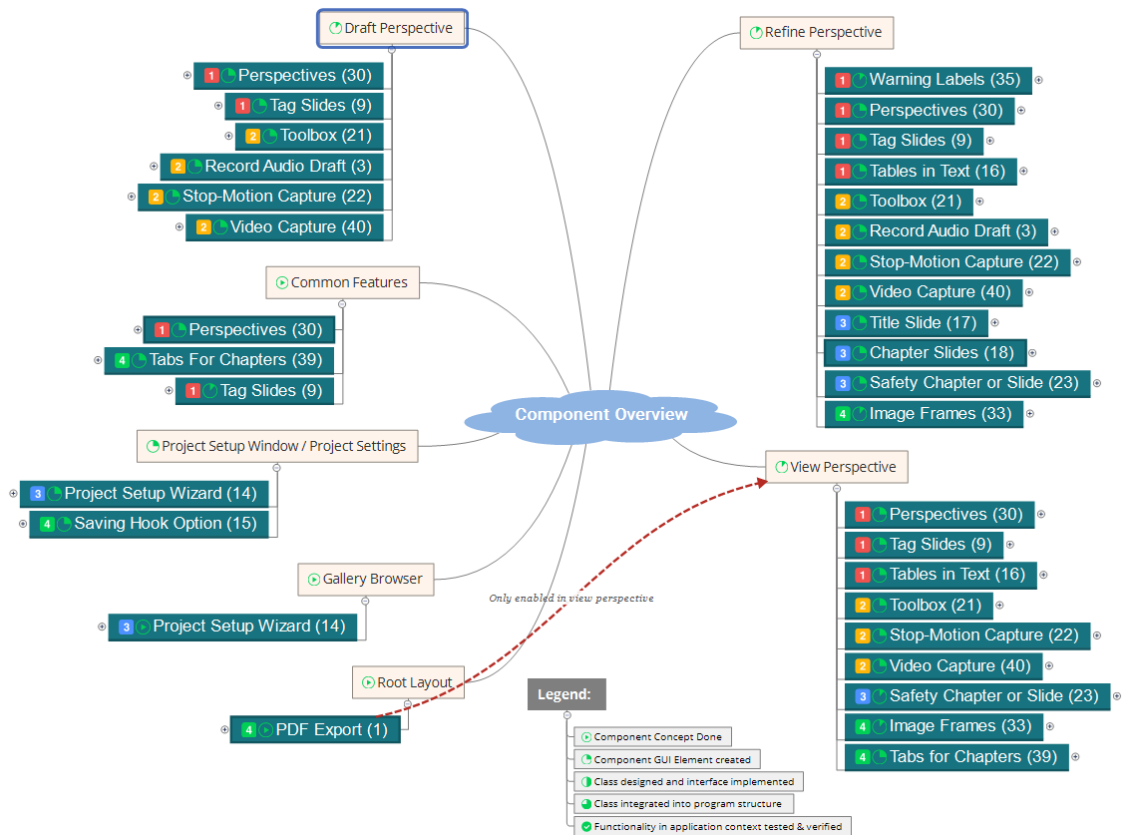 Draft Perspective
1 Perspectives (30)
1 Tag Slides (9)
2 Toolbox (21)
2 Record Audio Draft (3)
2 Stop-Motion Capture (22)
2 Video Capture (40)
Common Features
1 Perspectives (30)
4 Tabs For Chapters (39)
1 Tag Slides (9)
Project Setup Window / Project Settings
3 Project Setup Wizard (14)
4 Saving Hook Option (15)
Gallery Browser
3 Project Setup Wizard (14)
Root Layout
4 PDF Export (1)
Component Overview
Refine Perspective
1 Warning Labels (35)
1 Perspectives (30)
1 Tag Slides (9)
1 Tables in Text (16)
2 Toolbox (21)
2 Record Audio Draft (3)
2 Stop-Motion Capture (22)
2 Video Capture (40)
3 Title Slide (17)
3 Chapter Slides (18)
3 Safety Chapter or Slide (23)
4 Image Frames (33)
View Perspective
1 Perspectives (30)
1 Tag Slides (9)
1 Tables in Text (16)
2 Toolbox (21)
2 Stop-Motion Capture (22)
2 Video Capture (40)
3 Safety Chapter or Slide (23)
4 Image Frames (33)
4 Tabs for Chapters (39)
Only enabled in view perspective
Legend:
Component Concept Done
Component GUI Element created
Class designed and interface implemented
Class integrated into program structure
Functionality in application context tested & verified